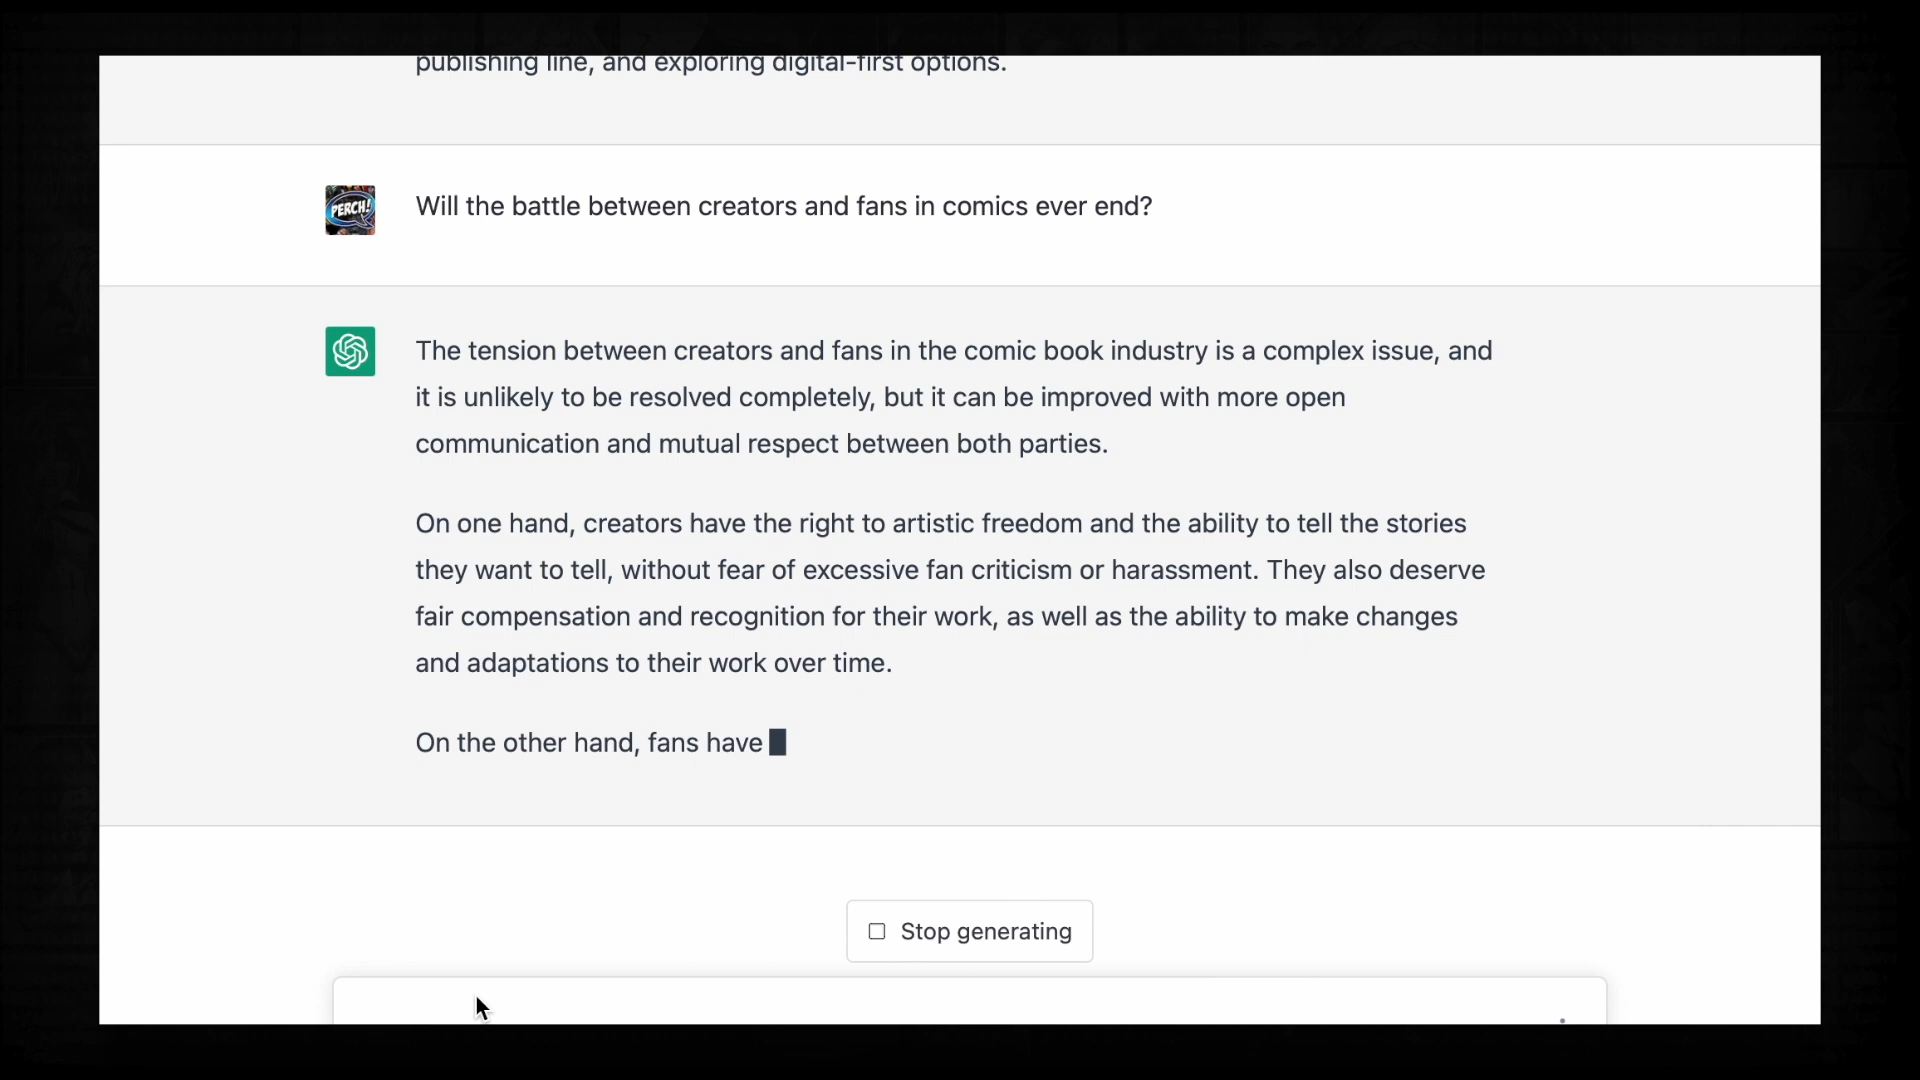 publishing line, and exploring digital-first options.
PERCH!
Will the battle between creators and fans in comics ever end?
The tension between creators and fans in the comic book industry is a complex issue, and
it is unlikely to be resolved completely, but it can be improved with more open
communication and mutual respect between both parties.
On one hand, creators have the right to artistic freedom and the ability to tell the stories
they want to tell, without fear of excessive fan criticism or harassment. They also deserve
fair compensation and recognition for their work, as well as the ability to make changes
and adaptations to their work over time.
On the other hand, fans have
Stop generating